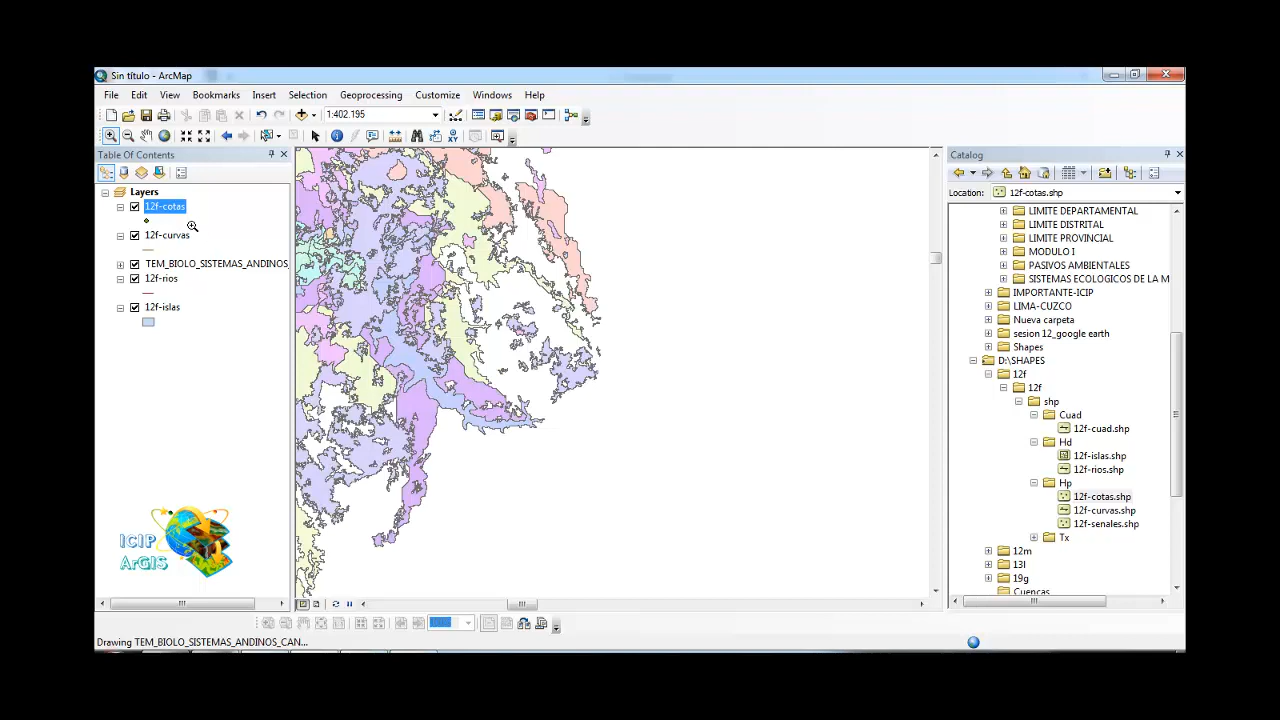 Sin título - ArcMap
File Edit View Bookmarks Insert Selection Geoprocessing Customize Windows Help
1:402.195
Table Of Contents
Layers
12f-cotas
12f-curvas
TEM_BIOLO_SISTEMAS_ANDINOS_
12f-rios
12f-islas
ICIP
ArGIS
Catalog
Location: 12f-cotas.shp
LIMITE DEPARTAMENTAL
LIMITE DISTRITAL
LIMITE PROVINCIAL
MODULO I
PASIVOS AMBIENTALES
SISTEMAS ECOLOGICOS DE LA M
IMPORTANTE-ICIP
LIMA-CUZCO
Nueva carpeta
sesion 12_google earth
Shapes
D:\SHAPES
12f
12f
shp
Cuad
12f-cuad.shp
Hd
12f-islas.shp
12f-rios.shp
Hp
12f-cotas.shp
12f-curvas.shp
12f-senales.shp
Tx
12m
13l
19g
Cuencas
Drawing TEM_BIOLO_SISTEMAS_ANDINOS_CAN...